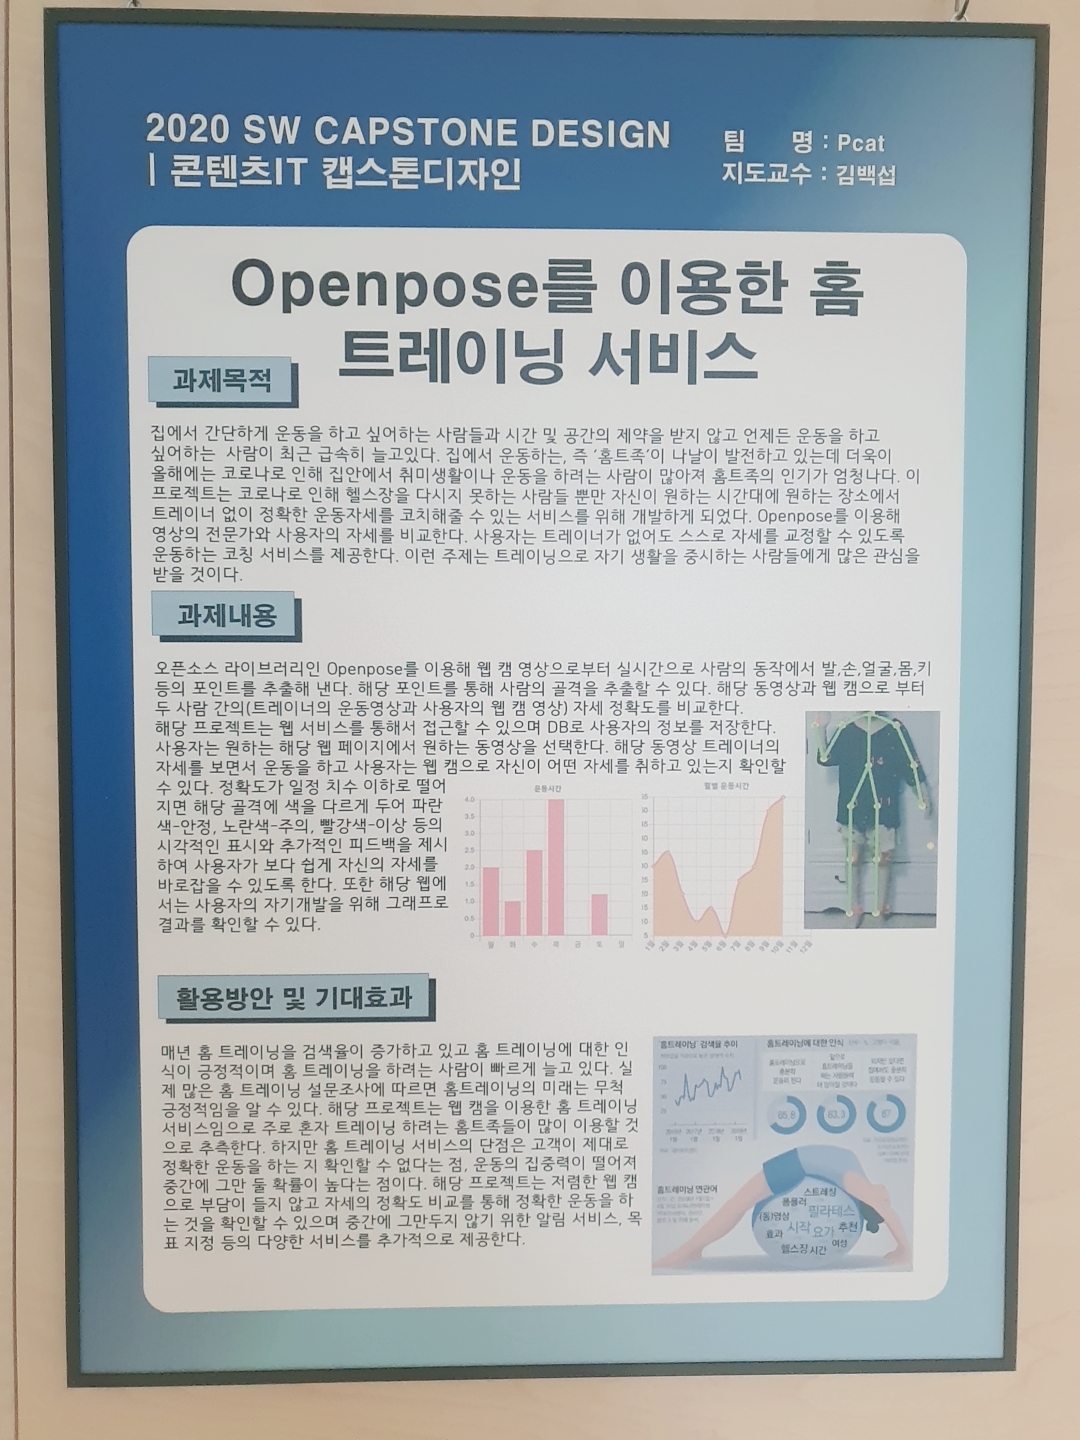 2020 SW CAPSTONE DESIGN
| 콘텐츠IT 캡스톤디자인
팀 명 : Pcat
지도교수 : 김백섭
Openpose를 이용한 홈
트레이닝 서비스
과제목적
집에서 간단하게 운동을 하고 싶어하는 사람들과 시간 및 공간의 제약을 받지 않고 언제든 운동을 하고
싶어하는 사람이 최근 급속히 늘고있다. 집에서 운동하는, 즉 '홈트족'이 나날이 발전하고 있는데 더욱이
올해에는 코로나로 인해 집안에서 취미생활이나 운동을 하려는 사람이 많아져 홈트족의 인기가 엄청나다. 이
프로젝트는 코로나로 인해 헬스장을 다시지 못하는 사람들 뿐만 자신이 원하는 시간대에 원하는 장소에서
트레이너 없이 정확한 운동자세를 코치해줄 수 있는 서비스를 위해 개발하게 되었다. Openpose를 이용해
영상의 전문가와 사용자의 자세를 비교한다. 사용자는 트레이너가 없어도 스스로 자세를 교정할 수 있도록
운동하는 코칭 서비스를 제공한다. 이런 주제는 트레이닝으로 자기 생활을 중시하는 사람들에게 많은 관심을
받을 것이다.
과제내용
오픈소스 라이브러리인 Openpose를 이용해 웹 캠 영상으로부터 실시간으로 사람의 동작에서 발,손,얼굴,몸,키
등의 포인트를 추출해 낸다. 해당 포인트를 통해 사람의 골격을 추출할 수 있다. 해당 동영상과 웹 캠으로 부터
두 사람 간의(트레이너의 운동영상과 사용자의 웹 캠 영상) 자세 정확도를 비교한다.
해당 프로젝트는 웹 서비스를 통해서 접근할 수 있으며 DB로 사용자의 정보를 저장한다.
사용자는 원하는 해당 웹 페이지에서 원하는 동영상을 선택한다. 해당 동영상 트레이너의
자세를 보면서 운동을 하고 사용자는 웹 캠으로 자신이 어떤 자세를 취하고 있는지 확인할
수 있다. 정확도가 일정 치수 이하로 떨어
지면 해당 골격에 색을 다르게 두어 파란
색-안정, 노란색-주의, 빨강색-이상 등의
시각적인 표시와 추가적인 피드백을 제시
하여 사용자가 보다 쉽게 자신의 자세를
바로잡을 수 있도록 한다. 또한 해당 웹에
서는 사용자의 자기개발을 위해 그래프로
결과를 확인할 수 있다.
운동시간
4.0
3.5
3.0
2.5
2.0
1.5
1.0
0.5
0
월 화 수 목 금 토 일
월별 운동시간
1월 2월 3월 4월 5월 6월 7월 8월 9월 10월 11월 12월
활용방안 및 기대효과
매년 홈 트레이닝을 검색율이 증가하고 있고 홈 트레이닝에 대한 인
식이 긍정적이며 홈 트레이닝을 하려는 사람이 빠르게 늘고 있다. 실
제 많은 홈 트레이닝 설문조사에 따르면 홈트레이닝의 미래는 무척
긍정적임을 알 수 있다. 해당 프로젝트는 웹 캠을 이용한 홈 트레이닝
서비스임으로 주로 혼자 트레이닝 하려는 홈트족들이 많이 이용할 것
으로 추측한다. 하지만 홈 트레이닝 서비스의 단점은 고객이 제대로
정확한 운동을 하는 지 확인할 수 없다는 점, 운동의 집중력이 떨어져
중간에 그만 둘 확률이 높다는 점이다. 해당 프로젝트는 저렴한 웹 캠
으로 부담이 들지 않고 자세의 정확도 비교를 통해 정확한 운동을 하
는 것을 확인할 수 있으며 중간에 그만두지 않기 위한 알림 서비스, 목
표 지정 등의 다양한 서비스를 추가적으로 제공한다.
'홈트레이닝' 검색율 추이
홈트레이닝에 대한 인식
65.8
83.3
87
홈트레이닝 연관어
스트레칭
폼롤러
필라테스
(동)영상
시작
추천
효과
요가
여성
헬스장 시간